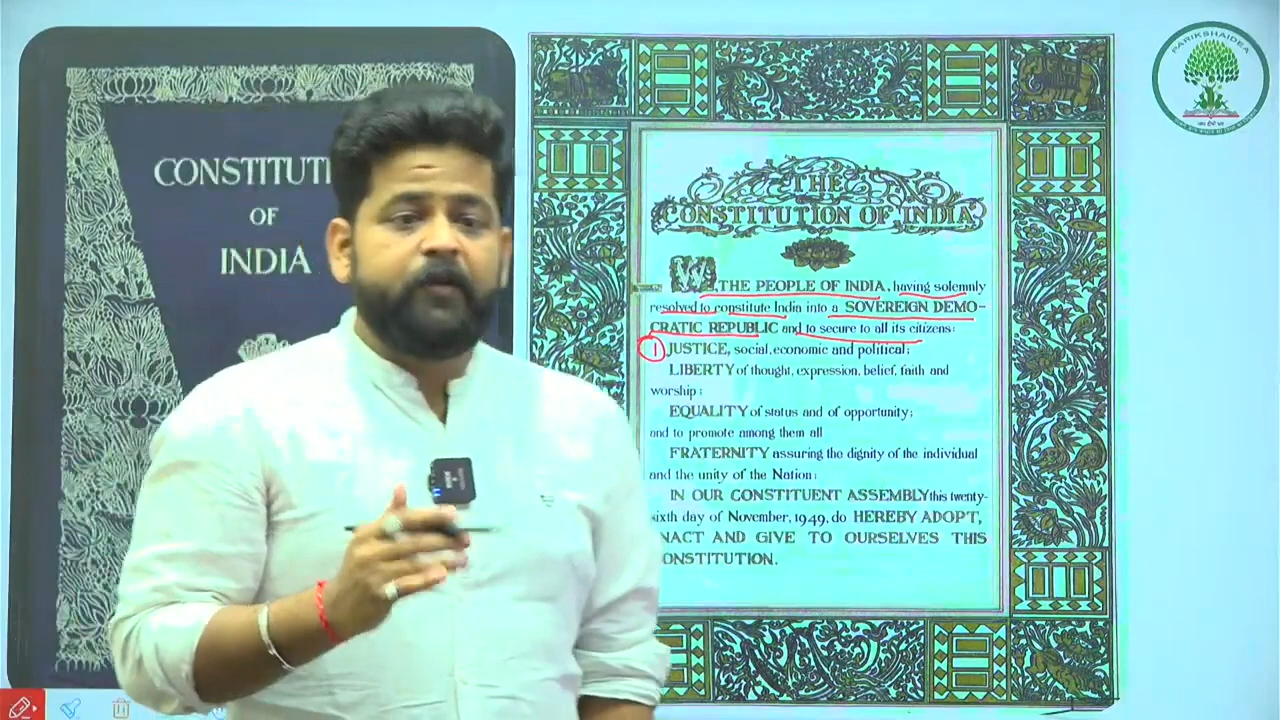 CONSTITUTI
OF
INDIA
THE
CONSTITUTION OF INDIA
WE, THE PEOPLE OF INDIA, having solemnly
resolved to constitute India into a SOVEREIGN DEMO-
CRATIC REPUBLIC and to secure to all its citizens:
1 JUSTICE, social, economic and political;
LIBERTY of thought, expression, belief, faith and
worship;
EQUALITY of status and of opportunity;
and to promote among them all
FRATERNITY assuring the dignity of the individual
and the unity of the Nation;
IN OUR CONSTITUENT ASSEMBLY this twenty-
sixth day of November, 1949, do HEREBY ADOPT,
NACT AND GIVE TO OURSELVES THIS
ONSTITUTION.
PARIKSHAIDEA